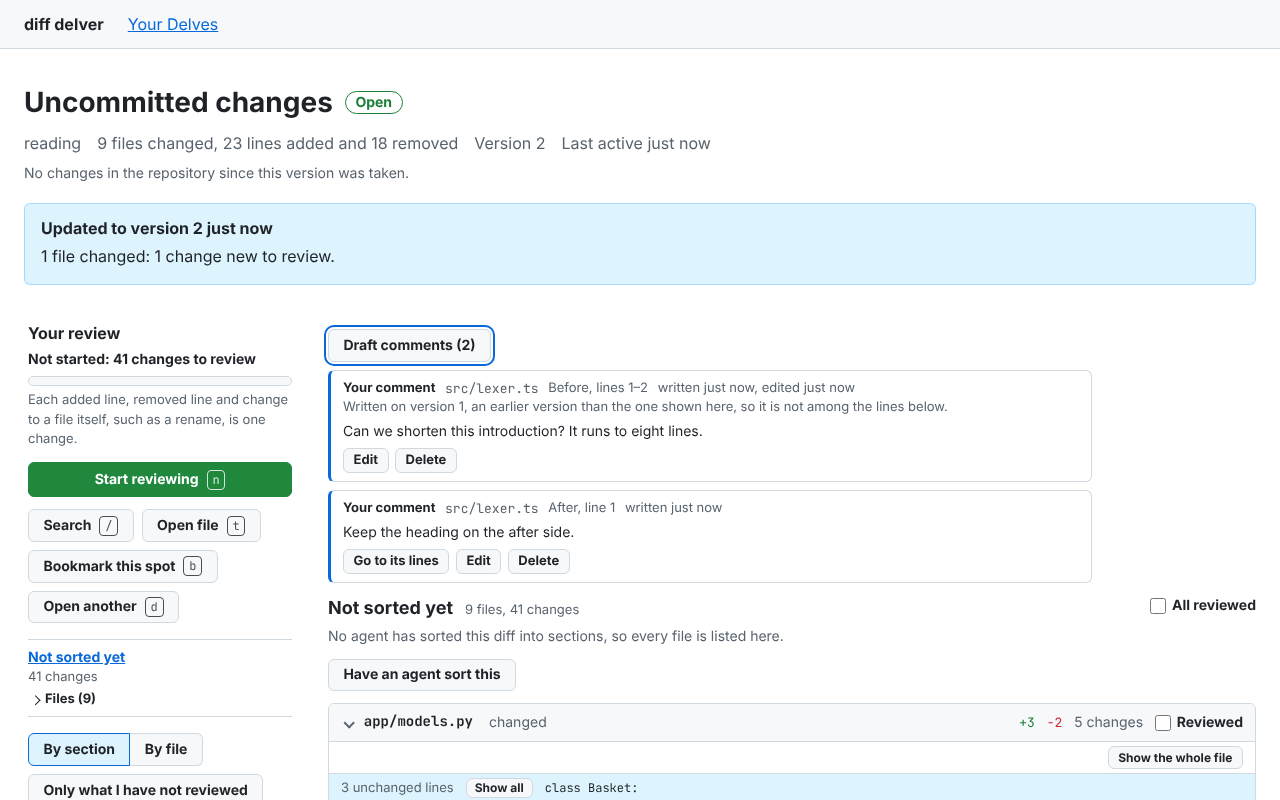 diff delver Your Delves
Uncommitted changes Open
reading 9 files changed, 23 lines added and 18 removed Version 2 Last active just now
No changes in the repository since this version was taken.
Updated to version 2 just now
1 file changed: 1 change new to review.
Your review
Not started: 41 changes to review
Each added line, removed line and change
to a file itself, such as a rename, is one
change.
Start reviewing n
Search / Open file t
Bookmark this spot b
Open another d
Not sorted yet
41 changes
Files (9)
By section By file
Only what I have not reviewed
Draft comments (2)
Your comment src/lexer.ts Before, lines 1–2 written just now, edited just now
Written on version 1, an earlier version than the one shown here, so it is not among the lines below.
Can we shorten this introduction? It runs to eight lines.
Edit Delete
Your comment src/lexer.ts After, line 1 written just now
Keep the heading on the after side.
Go to its lines Edit Delete
Not sorted yet 9 files, 41 changes All reviewed
No agent has sorted this diff into sections, so every file is listed here.
Have an agent sort this
app/models.py changed +3 -2 5 changes Reviewed
Show the whole file
3 unchanged lines Show all class Basket: